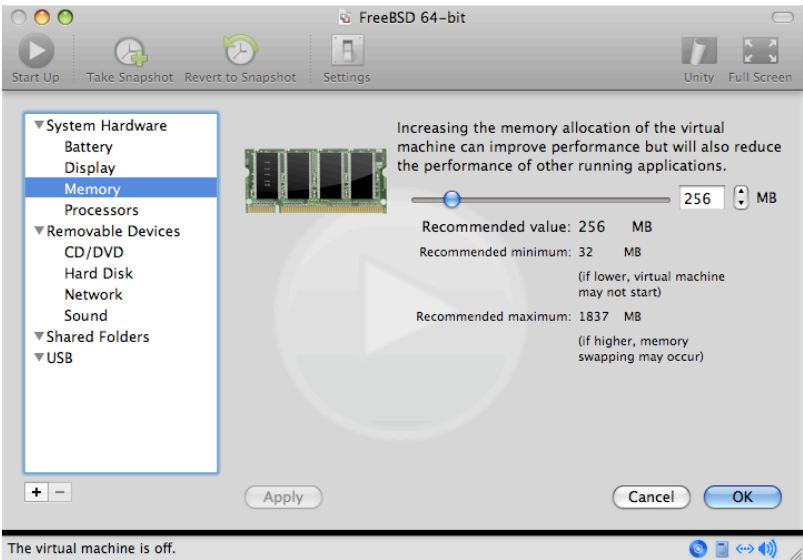 FreeBSD 64-bit
Start Up
Take Snapshot
Revert to Snapshot
Settings
Unity
Full Screen
System Hardware
Battery
Display
Memory
Processors
Removable Devices
CD/DVD
Hard Disk
Network
Sound
Shared Folders
USB
Increasing the memory allocation of the virtual
machine can improve performance but will also reduce
the performance of other running applications.
256 MB
Recommended value: 256 MB
Recommended minimum: 32 MB
(if lower, virtual machine
may not start)
Recommended maximum: 1837 MB
(if higher, memory
swapping may occur)
+ −
Apply
Cancel
OK
The virtual machine is off.